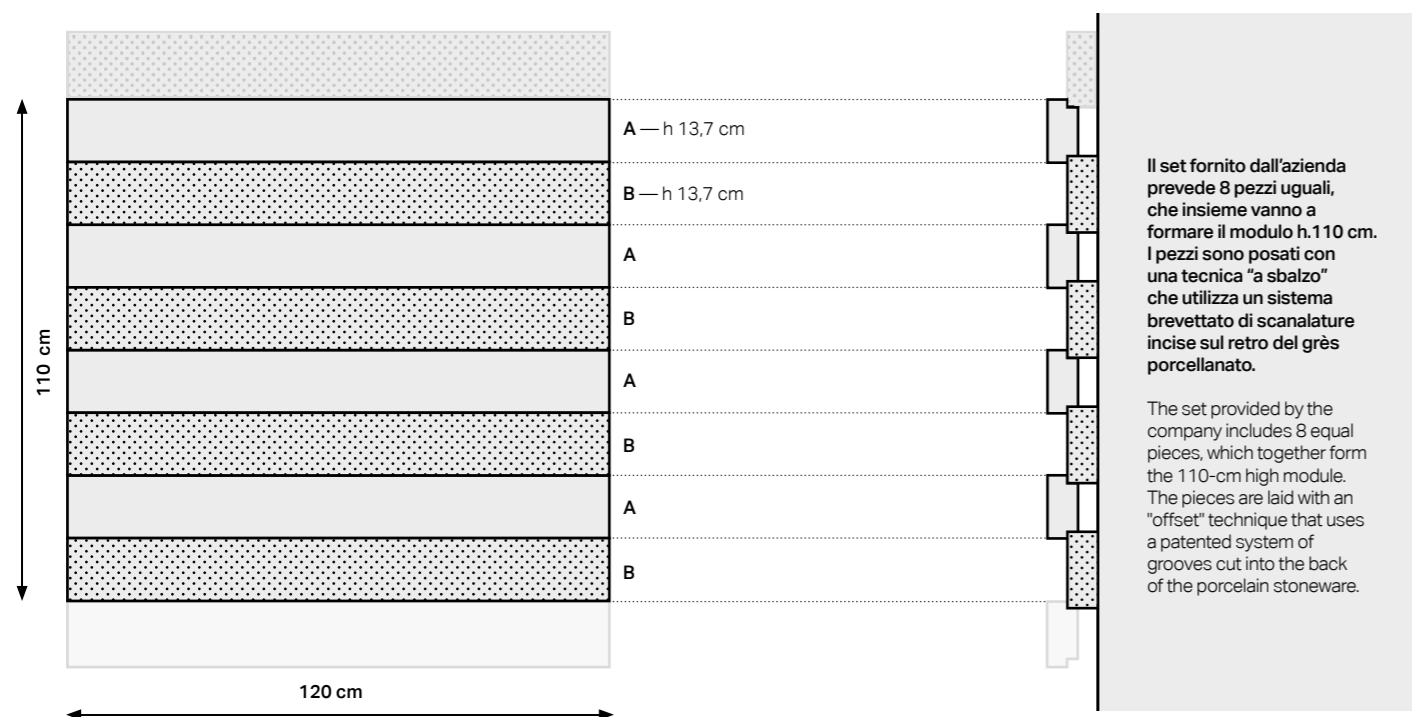 A — h 13,7 cm
B — h 13,7 cm
A
B
A
B
A
B
110 cm
120 cm
Il set fornito dall’azienda
prevede 8 pezzi uguali,
che insieme vanno a
formare il modulo h.110 cm.
I pezzi sono posati con
una tecnica “a sbalzo”
che utilizza un sistema
brevettato di scanalature
incise sul retro del grès
porcellanato.
The set provided by the
company includes 8 equal
pieces, which together form
the 110-cm high module.
The pieces are laid with an
"offset" technique that uses
a patented system of
grooves cut into the back
of the porcelain stoneware.